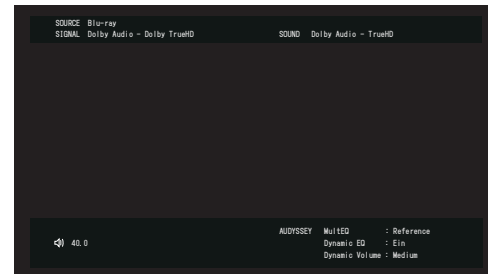 SOURCE Blu-ray
SIGNAL Dolby Audio - Dolby TrueHD SOUND Dolby Audio - TrueHD
AUDYSSEY MultEQ : Reference
40.0 Dynamic EQ : Ein
Dynamic Volume : Medium